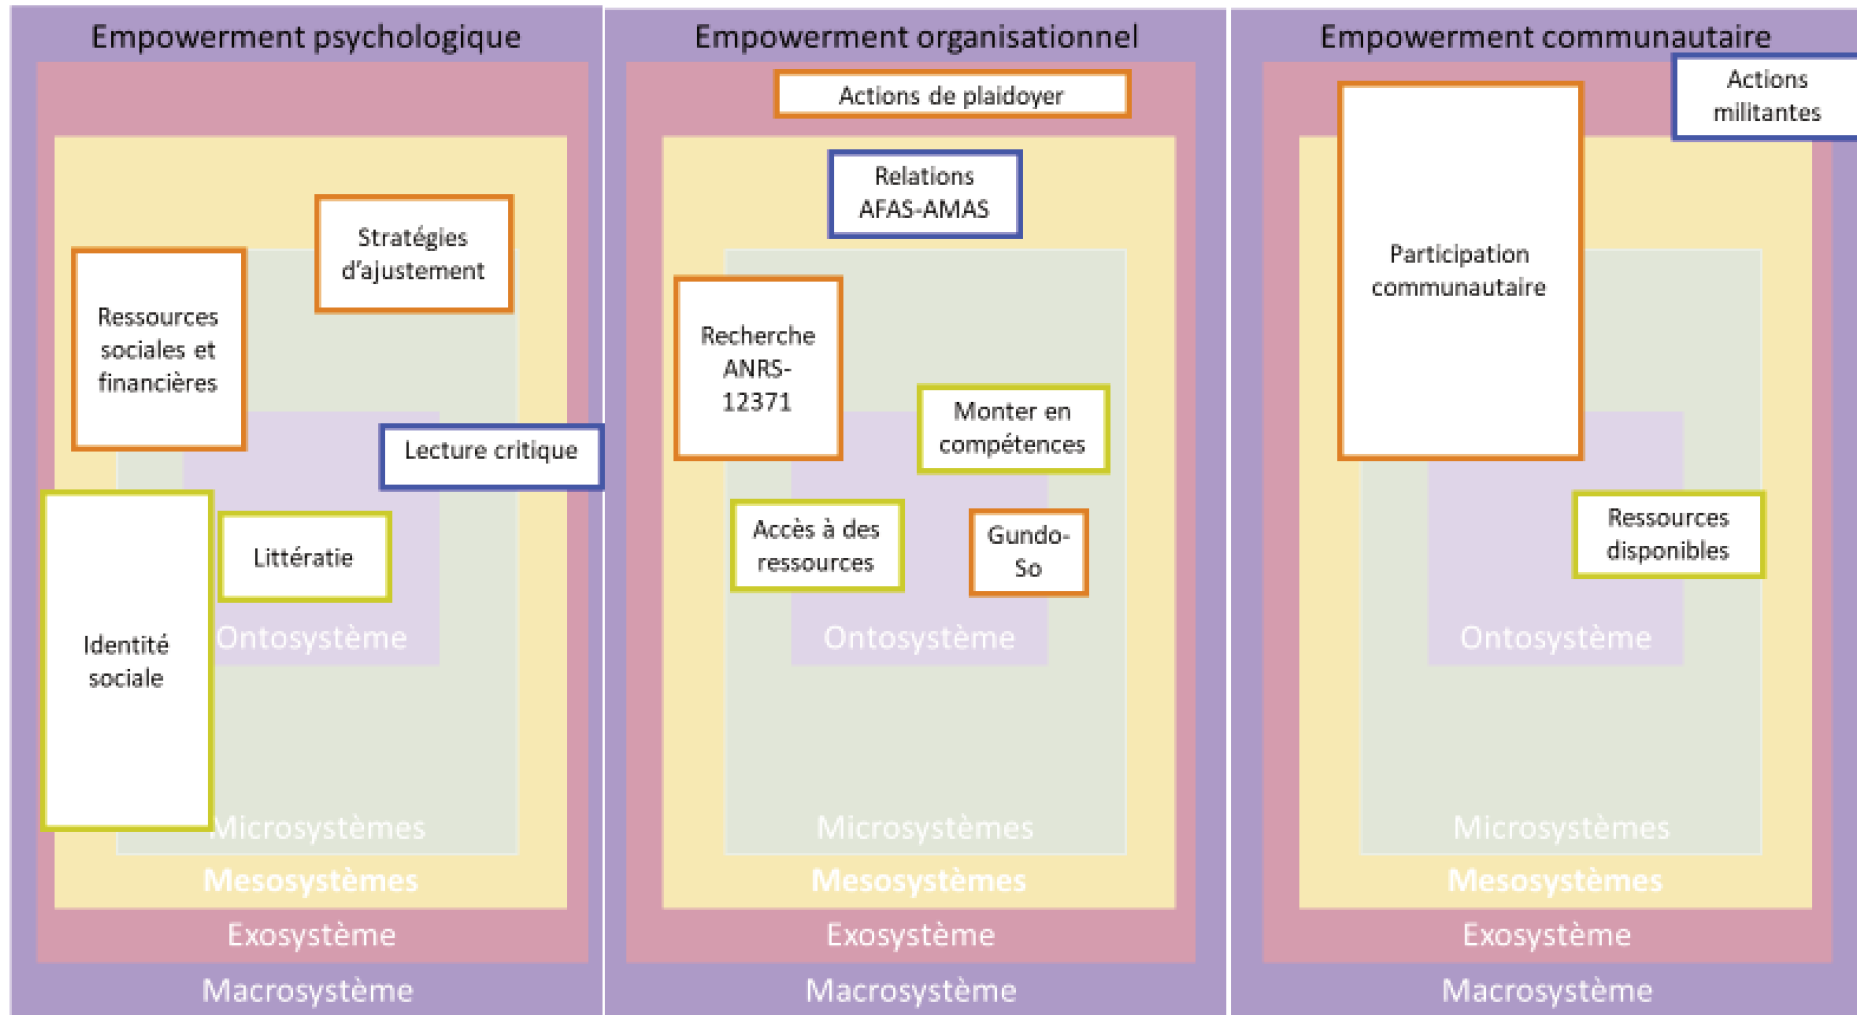 Empowerment psychologique
Stratégies
d'ajustement
Ressources
sociales et
financières
Lecture critique
Littératie
Identité
sociale
Ontosystème
Microsystèmes
Mesosystèmes
Exosystème
Macrosystème
Empowerment organisationnel
Actions de plaidoyer
Relations
AFAS-AMAS
Recherche
ANRS-
12371
Monter en
compétences
Accès à des
ressources
Gundo-
So
Ontosystème
Microsystèmes
Mesosystèmes
Exosystème
Macrosystème
Empowerment communautaire
Actions
militantes
Participation
communautaire
Ressources
disponibles
Ontosystème
Microsystèmes
Mesosystèmes
Exosystème
Macrosystème